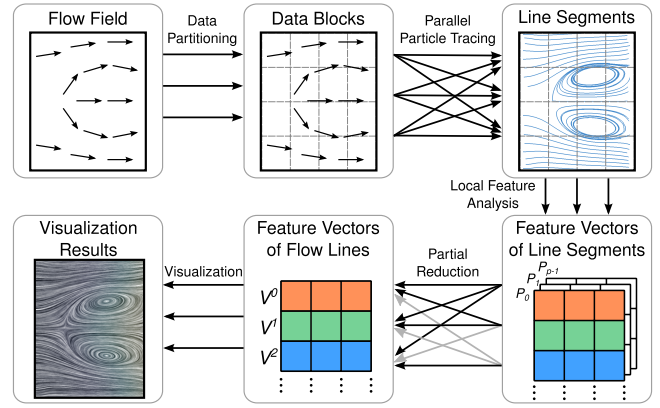 Flow Field
Data
Partitioning
Data Blocks
Parallel
Particle Tracing
Line Segments
Local Feature
Analysis
Visualization
Results
Visualization
Feature Vectors
of Flow Lines
V⁰
V¹
V²
Partial
Reduction
Feature Vectors
of Line Segments
Pₚ₋₁
P₁
P₀